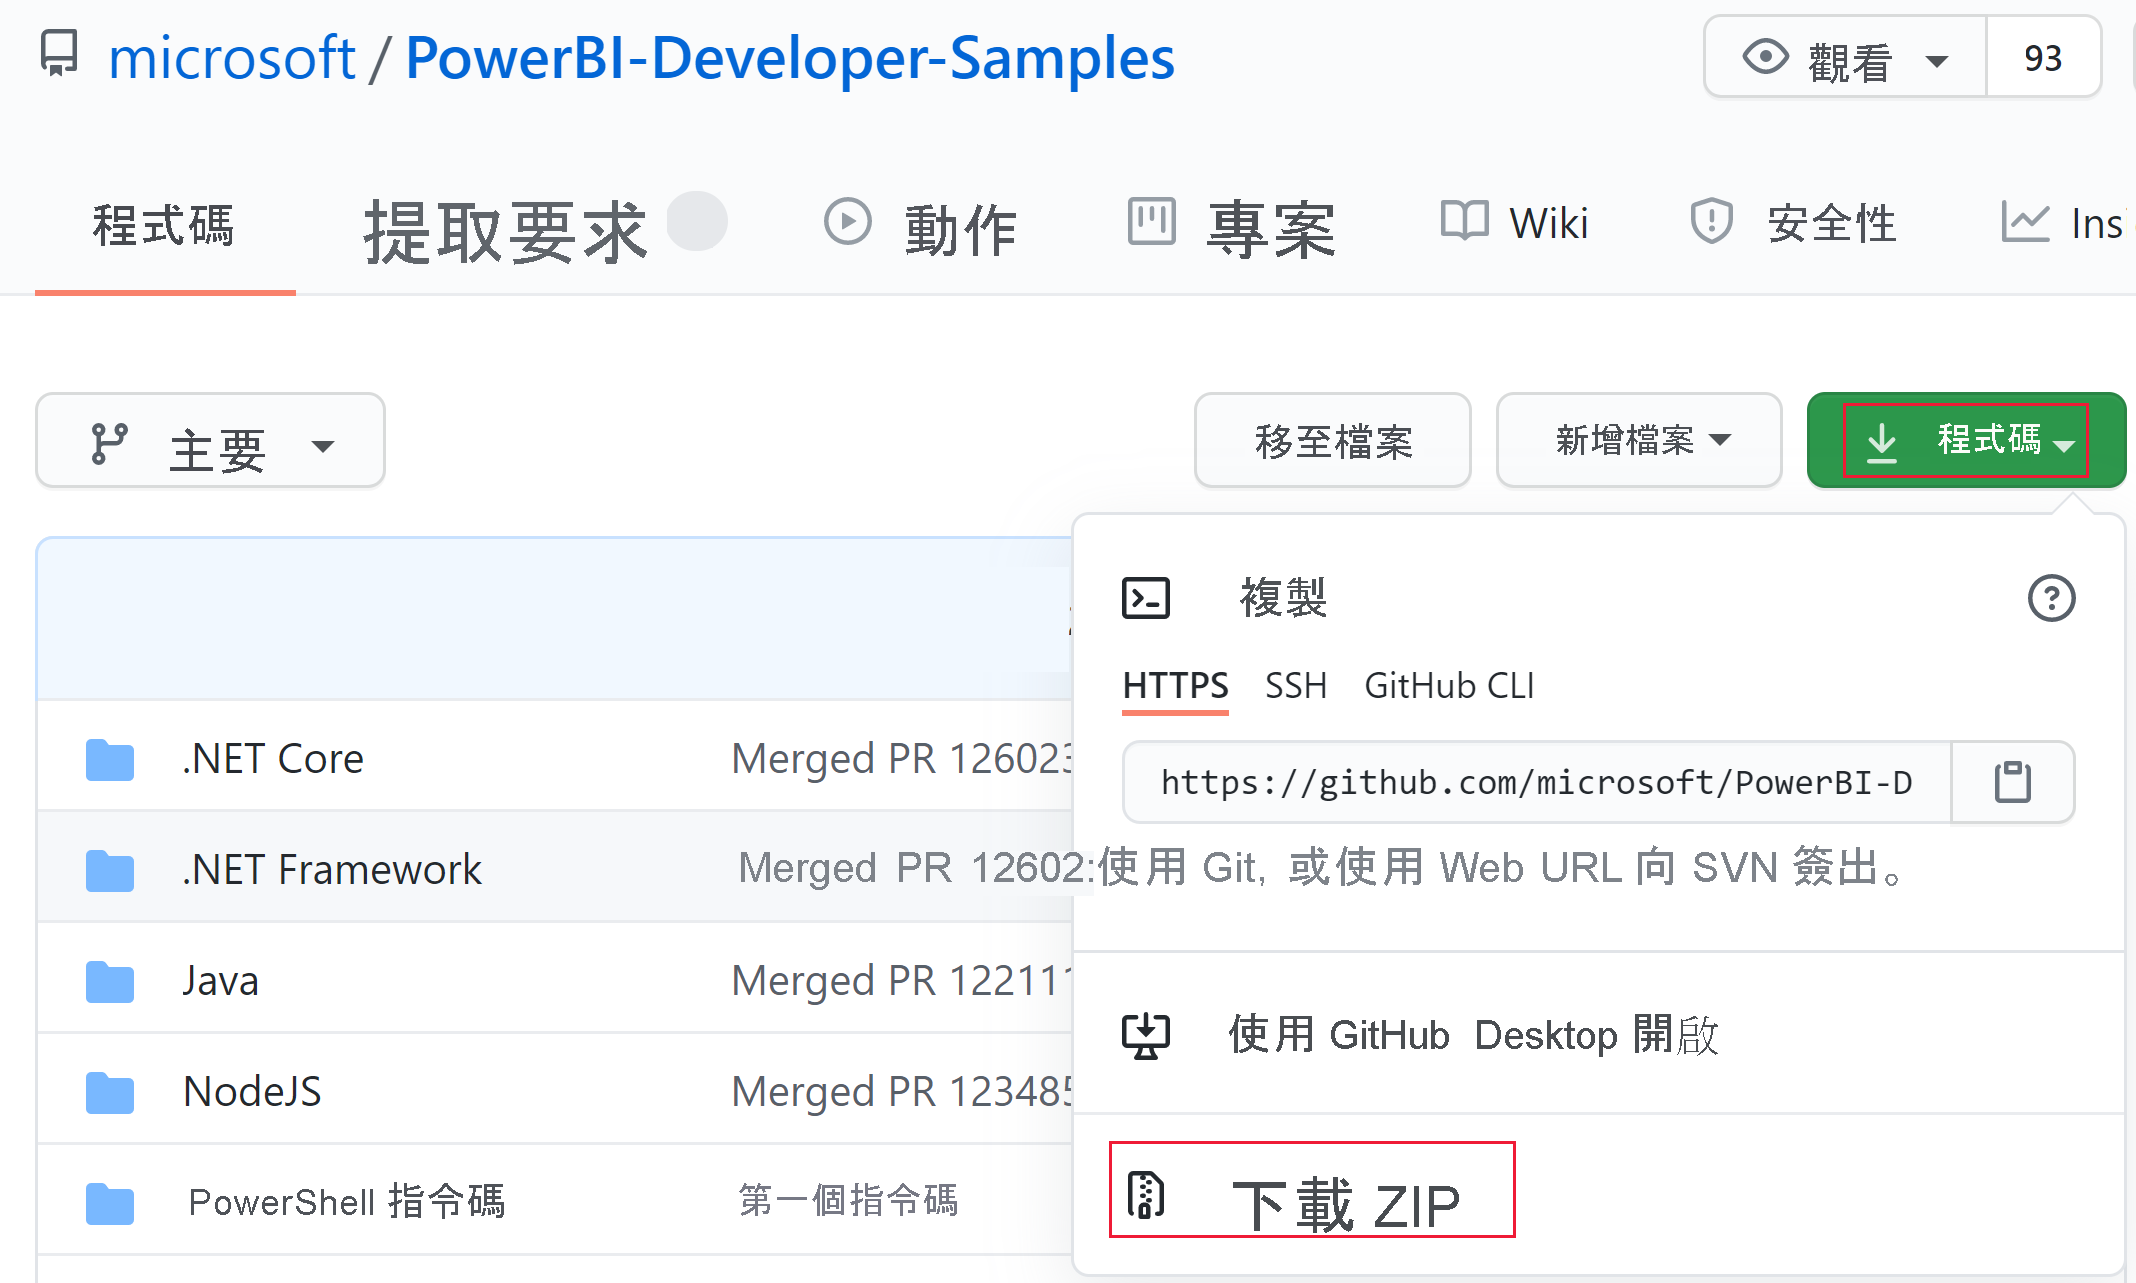 microsoft / PowerBI-Developer-Samples
觀看 93
程式碼 提取要求 動作 專案 Wiki 安全性 Ins
主要 移至檔案 新增檔案 程式碼
複製
HTTPS SSH GitHub CLI
.NET Core Merged PR 126023
https://github.com/microsoft/PowerBI-D
.NET Framework Merged PR 12602:使用 Git, 或使用 Web URL 向 SVN 簽出。
Java Merged PR 122111
使用 GitHub Desktop 開啟
NodeJS Merged PR 123485
PowerShell 指令碼 第一個指令碼
下載 ZIP